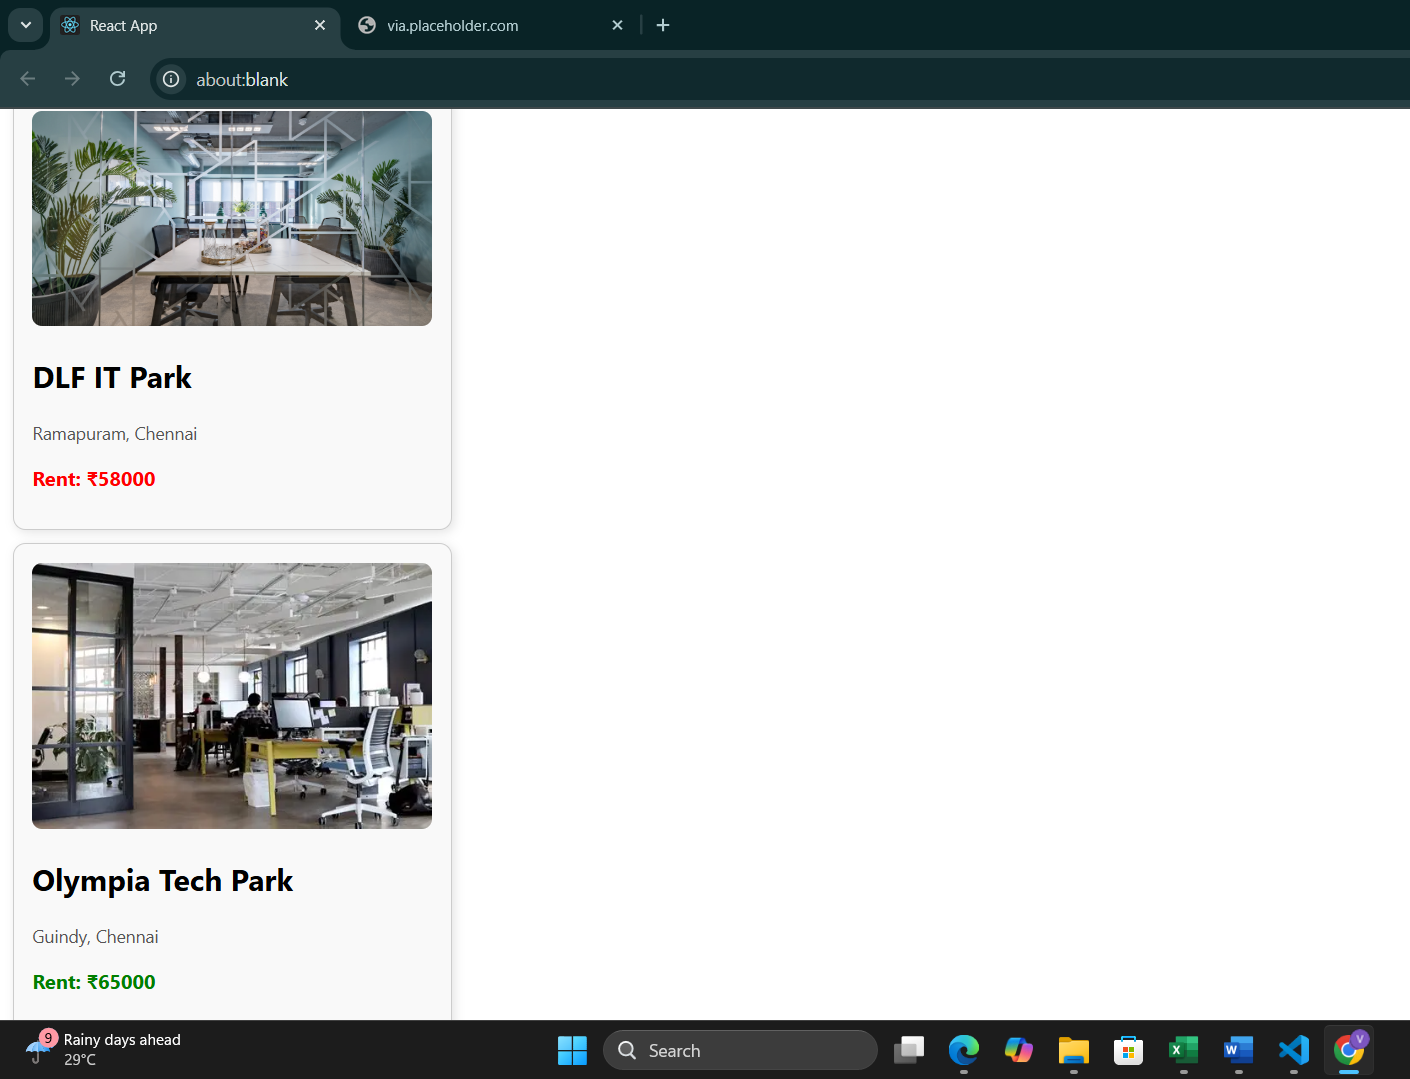 React App
via.placeholder.com
about:blank
DLF IT Park
Ramapuram, Chennai
Rent: ₹58000
Olympia Tech Park
Guindy, Chennai
Rent: ₹65000
9
Rainy days ahead
29°C
Search
X
W
V